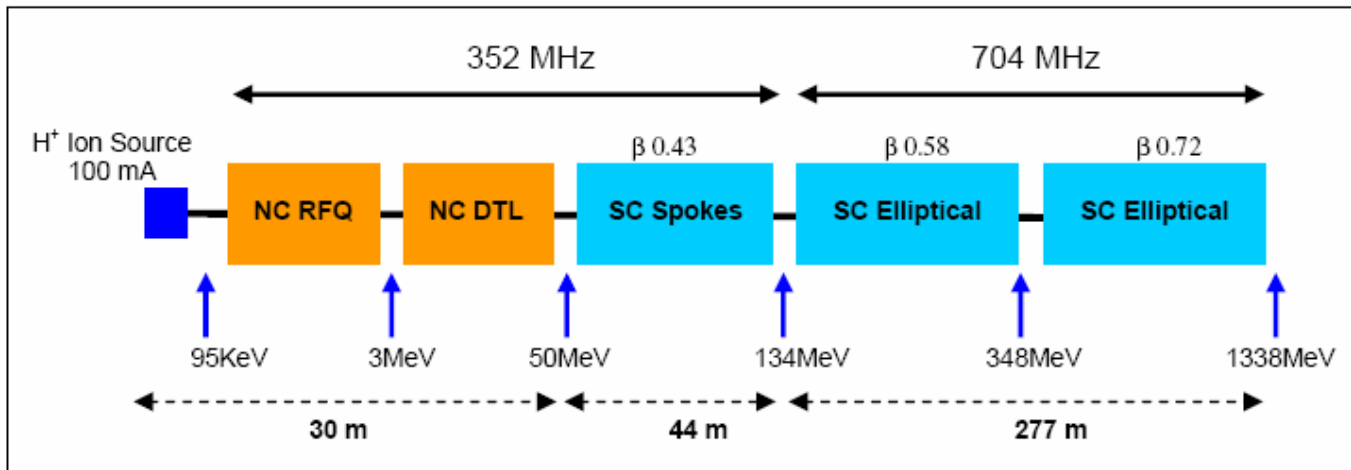 352 MHz
704 MHz
H⁺ Ion Source
100 mA
β 0.43
β 0.58
β 0.72
NC RFQ
NC DTL
SC Spokes
SC Elliptical
SC Elliptical
95KeV
3MeV
50MeV
134MeV
348MeV
1338MeV
30 m
44 m
277 m